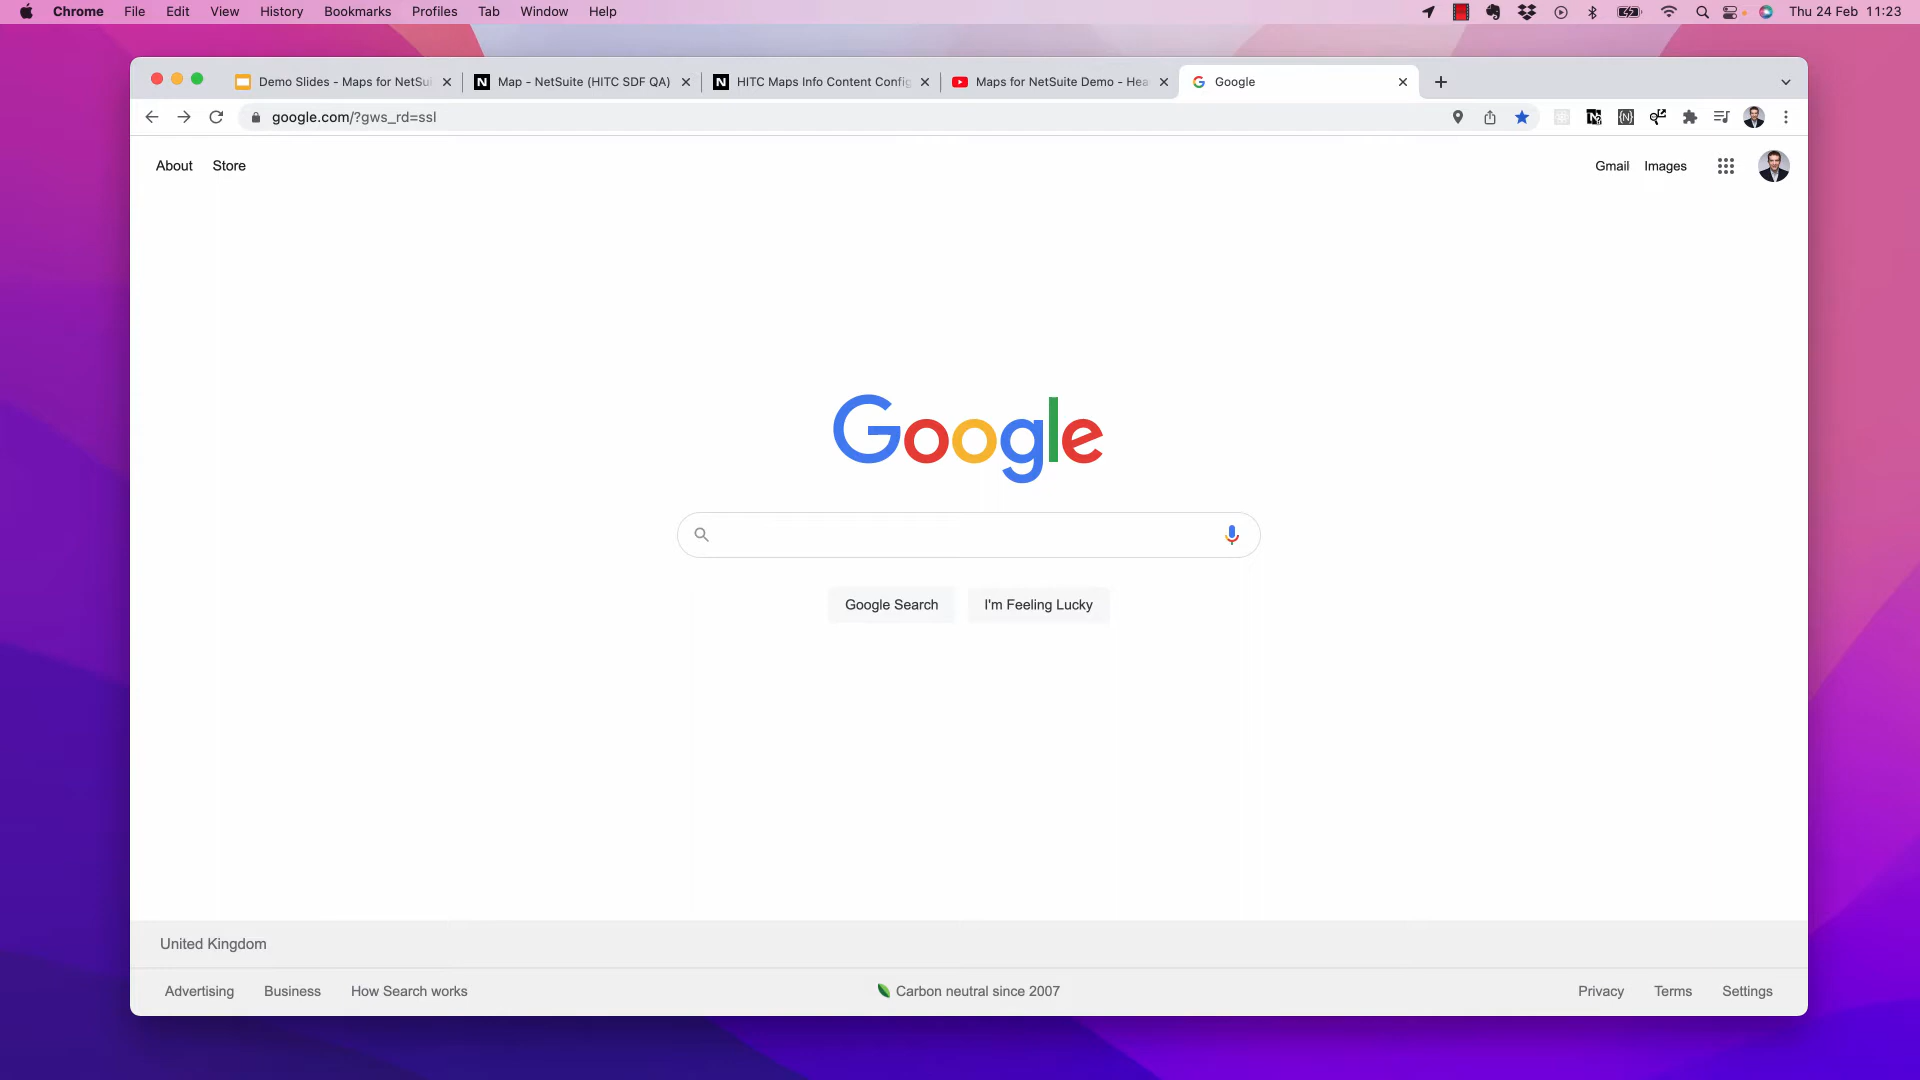 Chrome File Edit View History Bookmarks Profiles Tab Window Help Thu 24 Feb 11:23
Demo Slides - Maps for NetSui Map - NetSuite (HITC SDF QA) HITC Maps Info Content Config Maps for NetSuite Demo - Hea Google
google.com/?gws_rd=ssl
About Store Gmail Images
Google
Google Search I'm Feeling Lucky
United Kingdom
Advertising Business How Search works Carbon neutral since 2007 Privacy Terms Settings